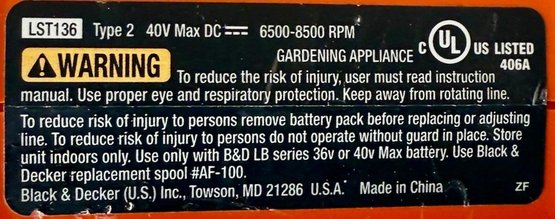 LST136 Type 2 40V Max DC⎓ 6500-8500 RPM
GARDENING APPLIANCE C UL US LISTED
406A
WARNING To reduce the risk of injury, user must read instruction
manual. Use proper eye and respiratory protection. Keep away from rotating line.
To reduce risk of injury to persons remove battery pack before replacing or adjusting
line. To reduce risk of injury to persons do not operate without guard in place. Store
unit indoors only. Use only with B&D LB series 36v or 40v Max battery. Use Black &
Decker replacement spool #AF-100.
Black & Decker (U.S.) Inc., Towson, MD 21286 U.S.A. Made in China ZF